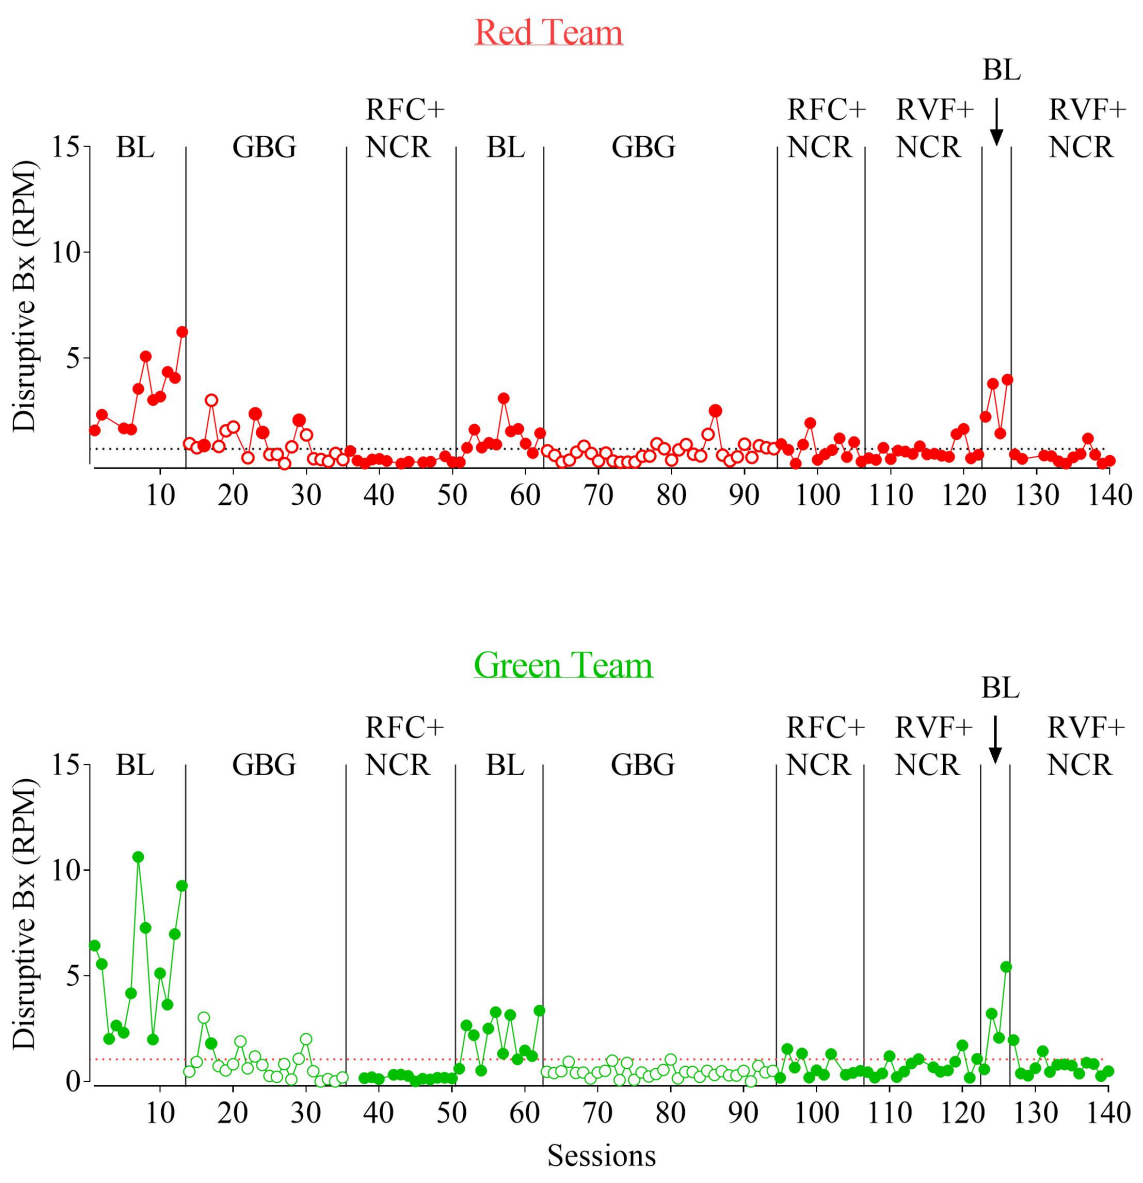 Red Team
BL
RFC+ RFC+ RVF+ RVF+
15 BL GBG NCR BL GBG NCR NCR NCR
10
5
Disruptive Bx (RPM)
10 20 30 40 50 60 70 80 90 100 110 120 130 140
Green Team
BL
RFC+ RFC+ RVF+ RVF+
15 BL GBG NCR BL GBG NCR NCR NCR
10
5
0
Disruptive Bx (RPM)
10 20 30 40 50 60 70 80 90 100 110 120 130 140
Sessions